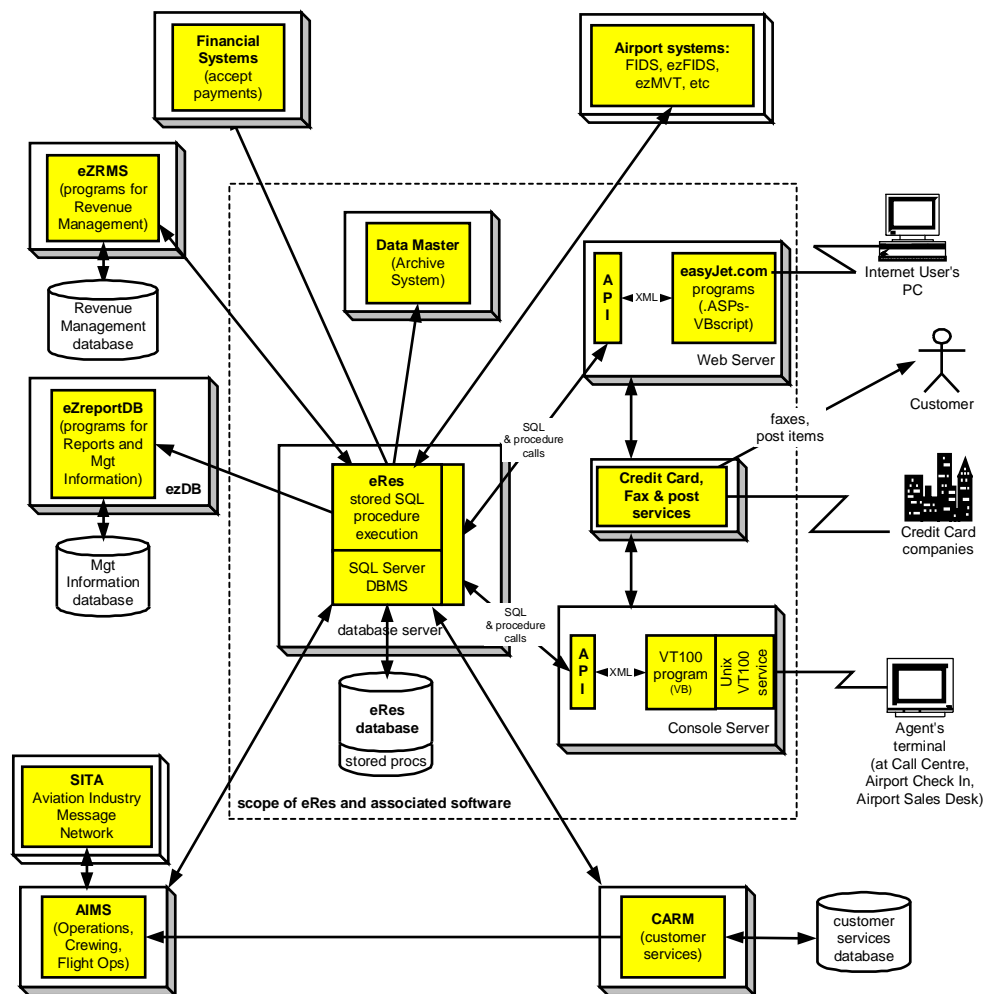 Financial
Systems
(accept
payments)
Airport systems:
FIDS, ezFIDS,
ezMVT, etc
eZRMS
(programs for
Revenue
Management)
Revenue
Management
database
Data Master
(Archive
System)
A
P
I
XML
easyJet.com
programs
(.ASPs-
VBscript)
Web Server
Internet User's
PC
Customer
faxes,
post items
eZreportDB
(programs for
Reports and
Mgt
Information)
ezDB
Mgt
Information
database
SQL
& procedure
calls
eRes
stored SQL
procedure
execution
SQL Server
DBMS
database server
Credit Card,
Fax & post
services
Credit Card
companies
SQL
& procedure
calls
A
P
I
XML
VT100
program
(VB)
Unix
VT100
service
Console Server
Agent's
terminal
(at Call Centre,
Airport Check In,
Airport Sales Desk)
eRes
database
stored procs
scope of eRes and associated software
SITA
Aviation Industry
Message
Network
AIMS
(Operations,
Crewing,
Flight Ops)
CARM
(customer
services)
customer
services
database